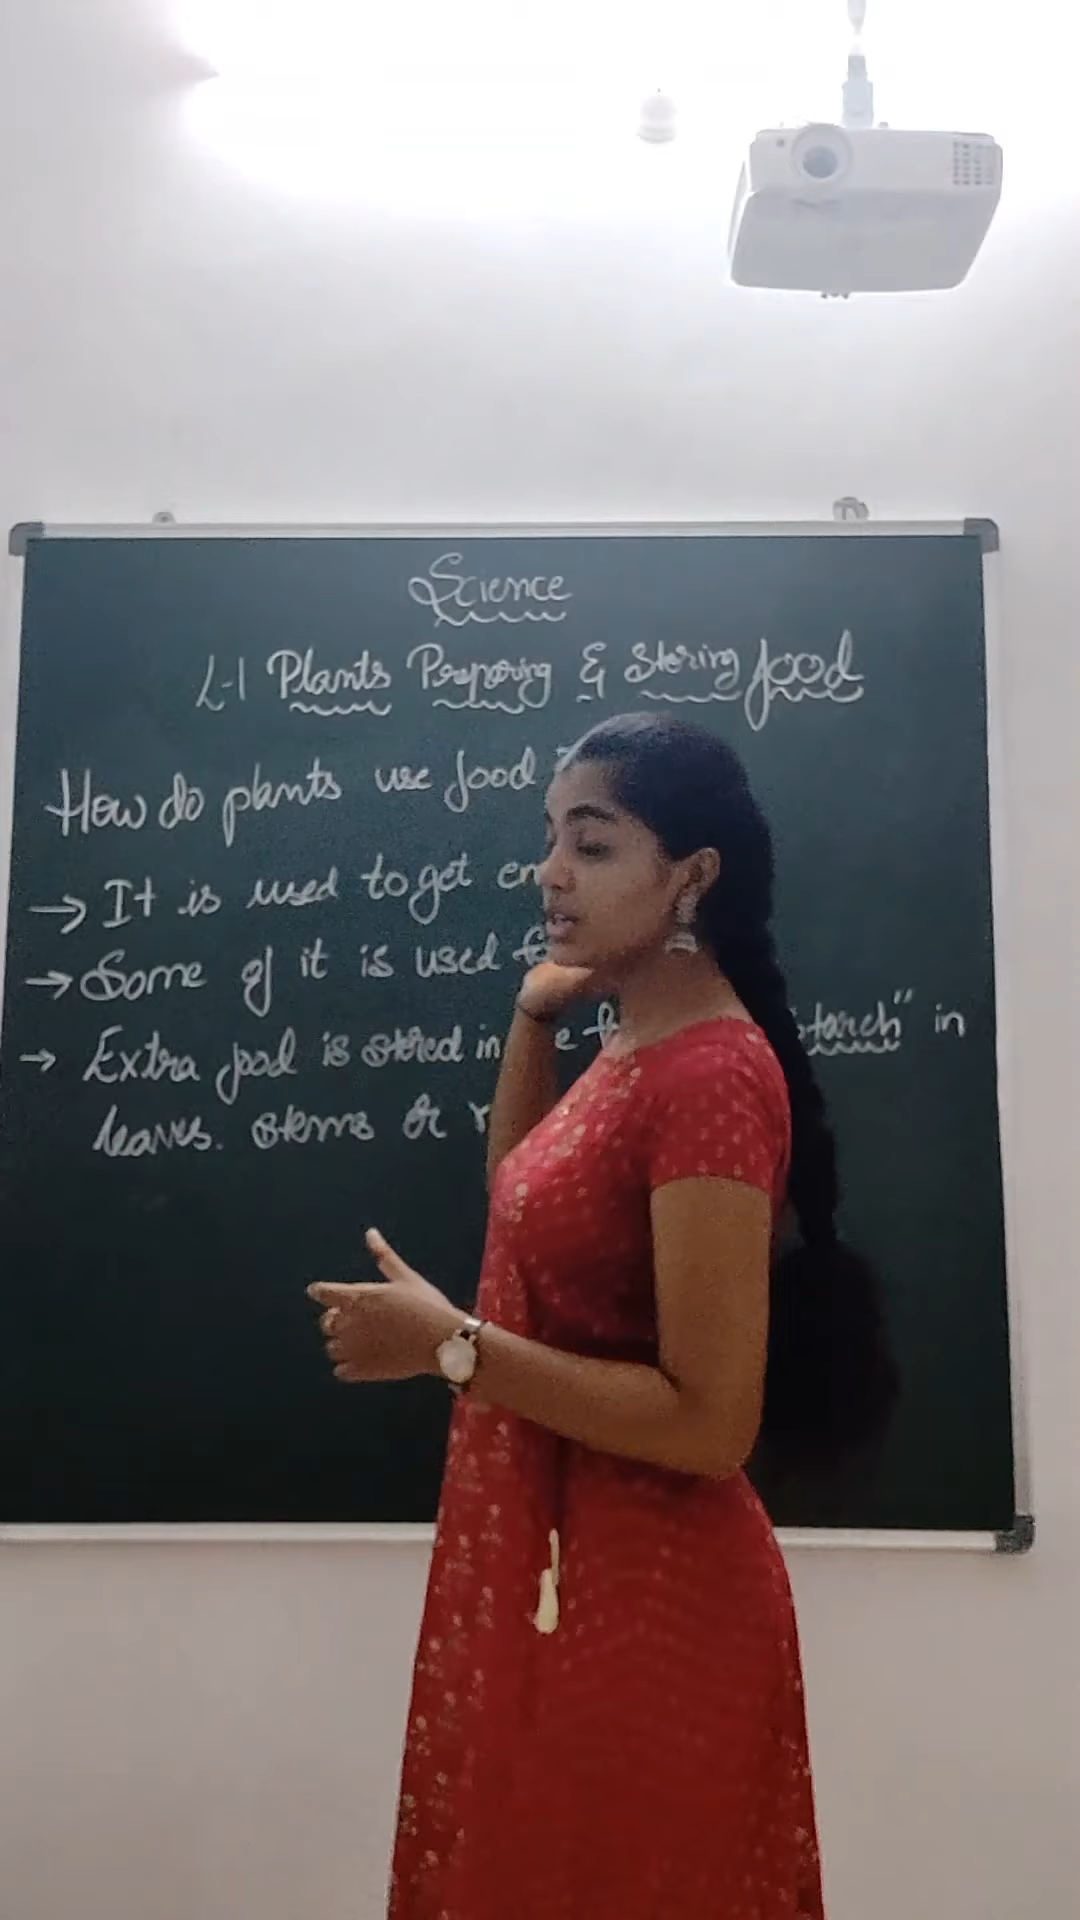 Science
L-1 Plants Preparing & Storing food
How do plants use food
→ It is used to get
→ Some of it is used
→ Extra food is stored in starch" in
leaves. stems or